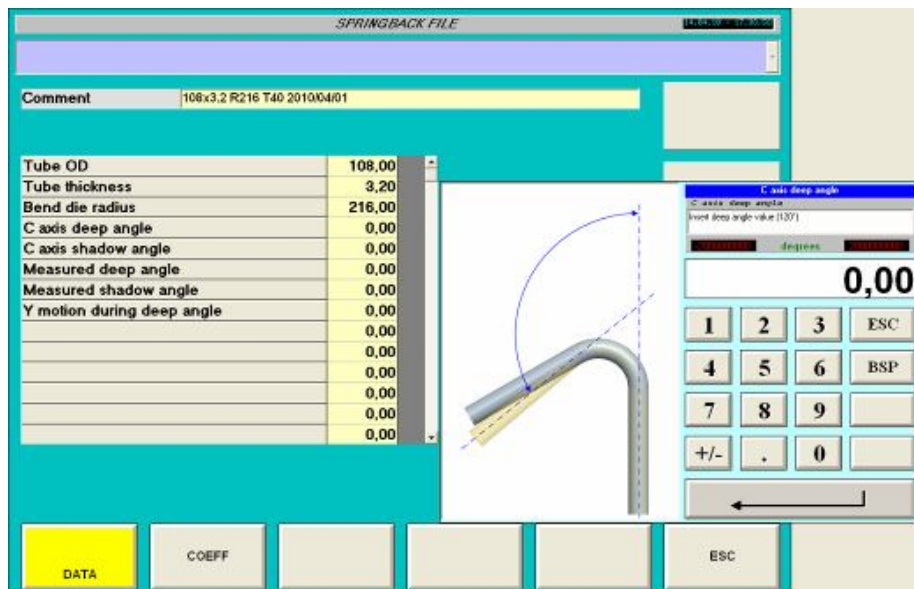 SPRINGBACK FILE
Comment
108x3.2 R216 T40 2010/04/01
Tube OD 108,00
Tube thickness 3,20
Bend die radius 216,00
C axis deep angle 0,00
C axis shadow angle 0,00
Measured deep angle 0,00
Measured shadow angle 0,00
Y motion during deep angle 0,00
0,00
0,00
0,00
0,00
0,00
0,00
C axis deep angle
C axis deep angle
Insert deep angle value (120°)
degrees
0,00
1 2 3 ESC
4 5 6 BSP
7 8 9
+/- . 0
DATA COEFF ESC